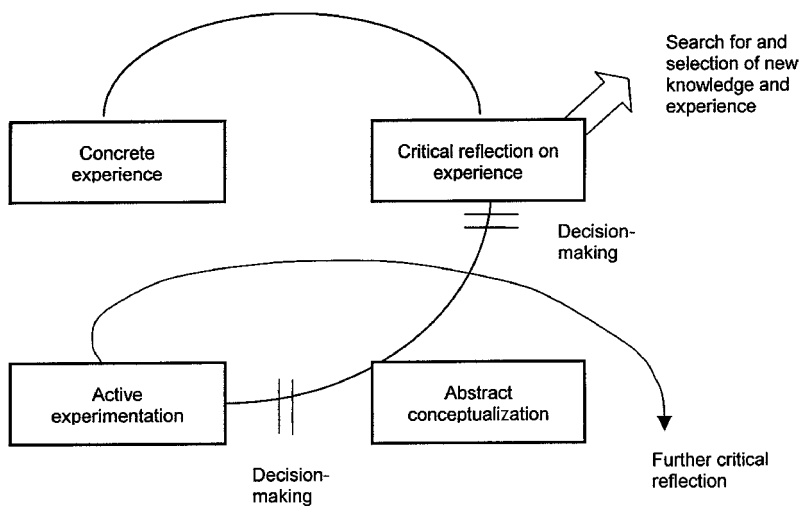 Search for and
selection of new
knowledge and
experience
Concrete
experience
Critical reflection on
experience
Decision-
making
Active
experimentation
Abstract
conceptualization
Decision-
making
Further critical
reflection